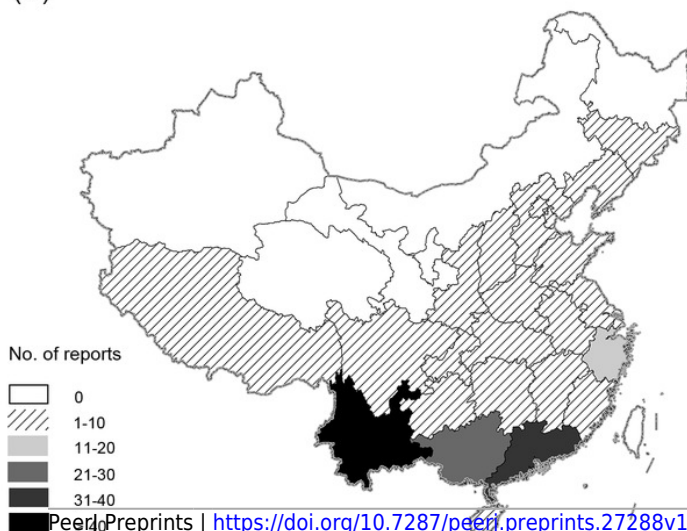 No. of reports
0
1-10
11-20
21-30
31-40
PeerJ Preprints | https://doi.org/10.7287/peerj.preprints.27288v1